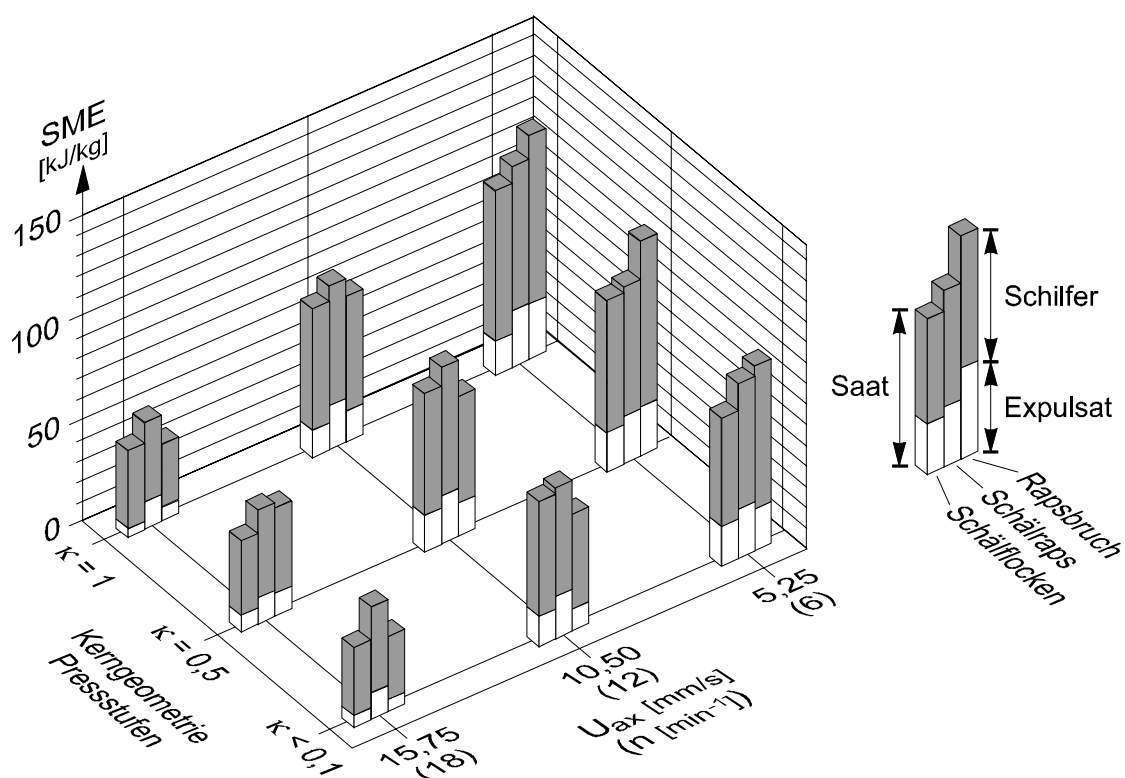 SME
[kJ/kg]
150
100
50
0
κ = 1
κ = 0,5
κ < 0,1
Kerngeometrie
Pressstufen
15,75
(18)
10,50
(12)
5,25
(6)
Uax [mm/s]
(n [min⁻¹])
Saat
Schilfer
Expulsat
Rapsbruch
Schälraps
Schälflocken